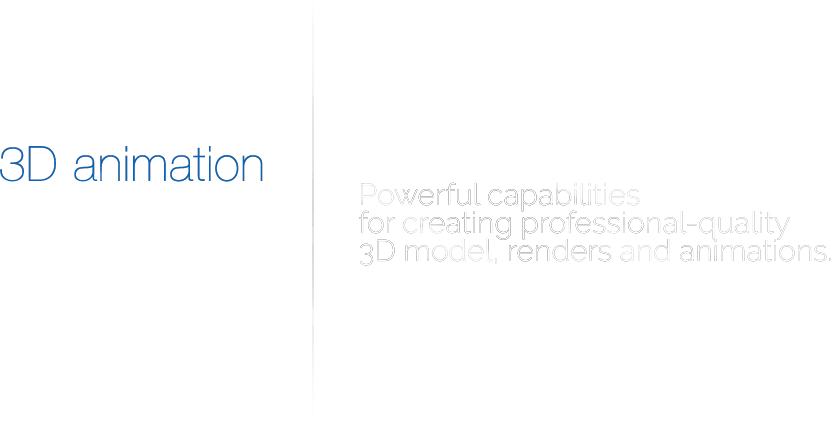 3D animation
Powerful capabilities
for creating professional-quality
3D model, renders and animations.